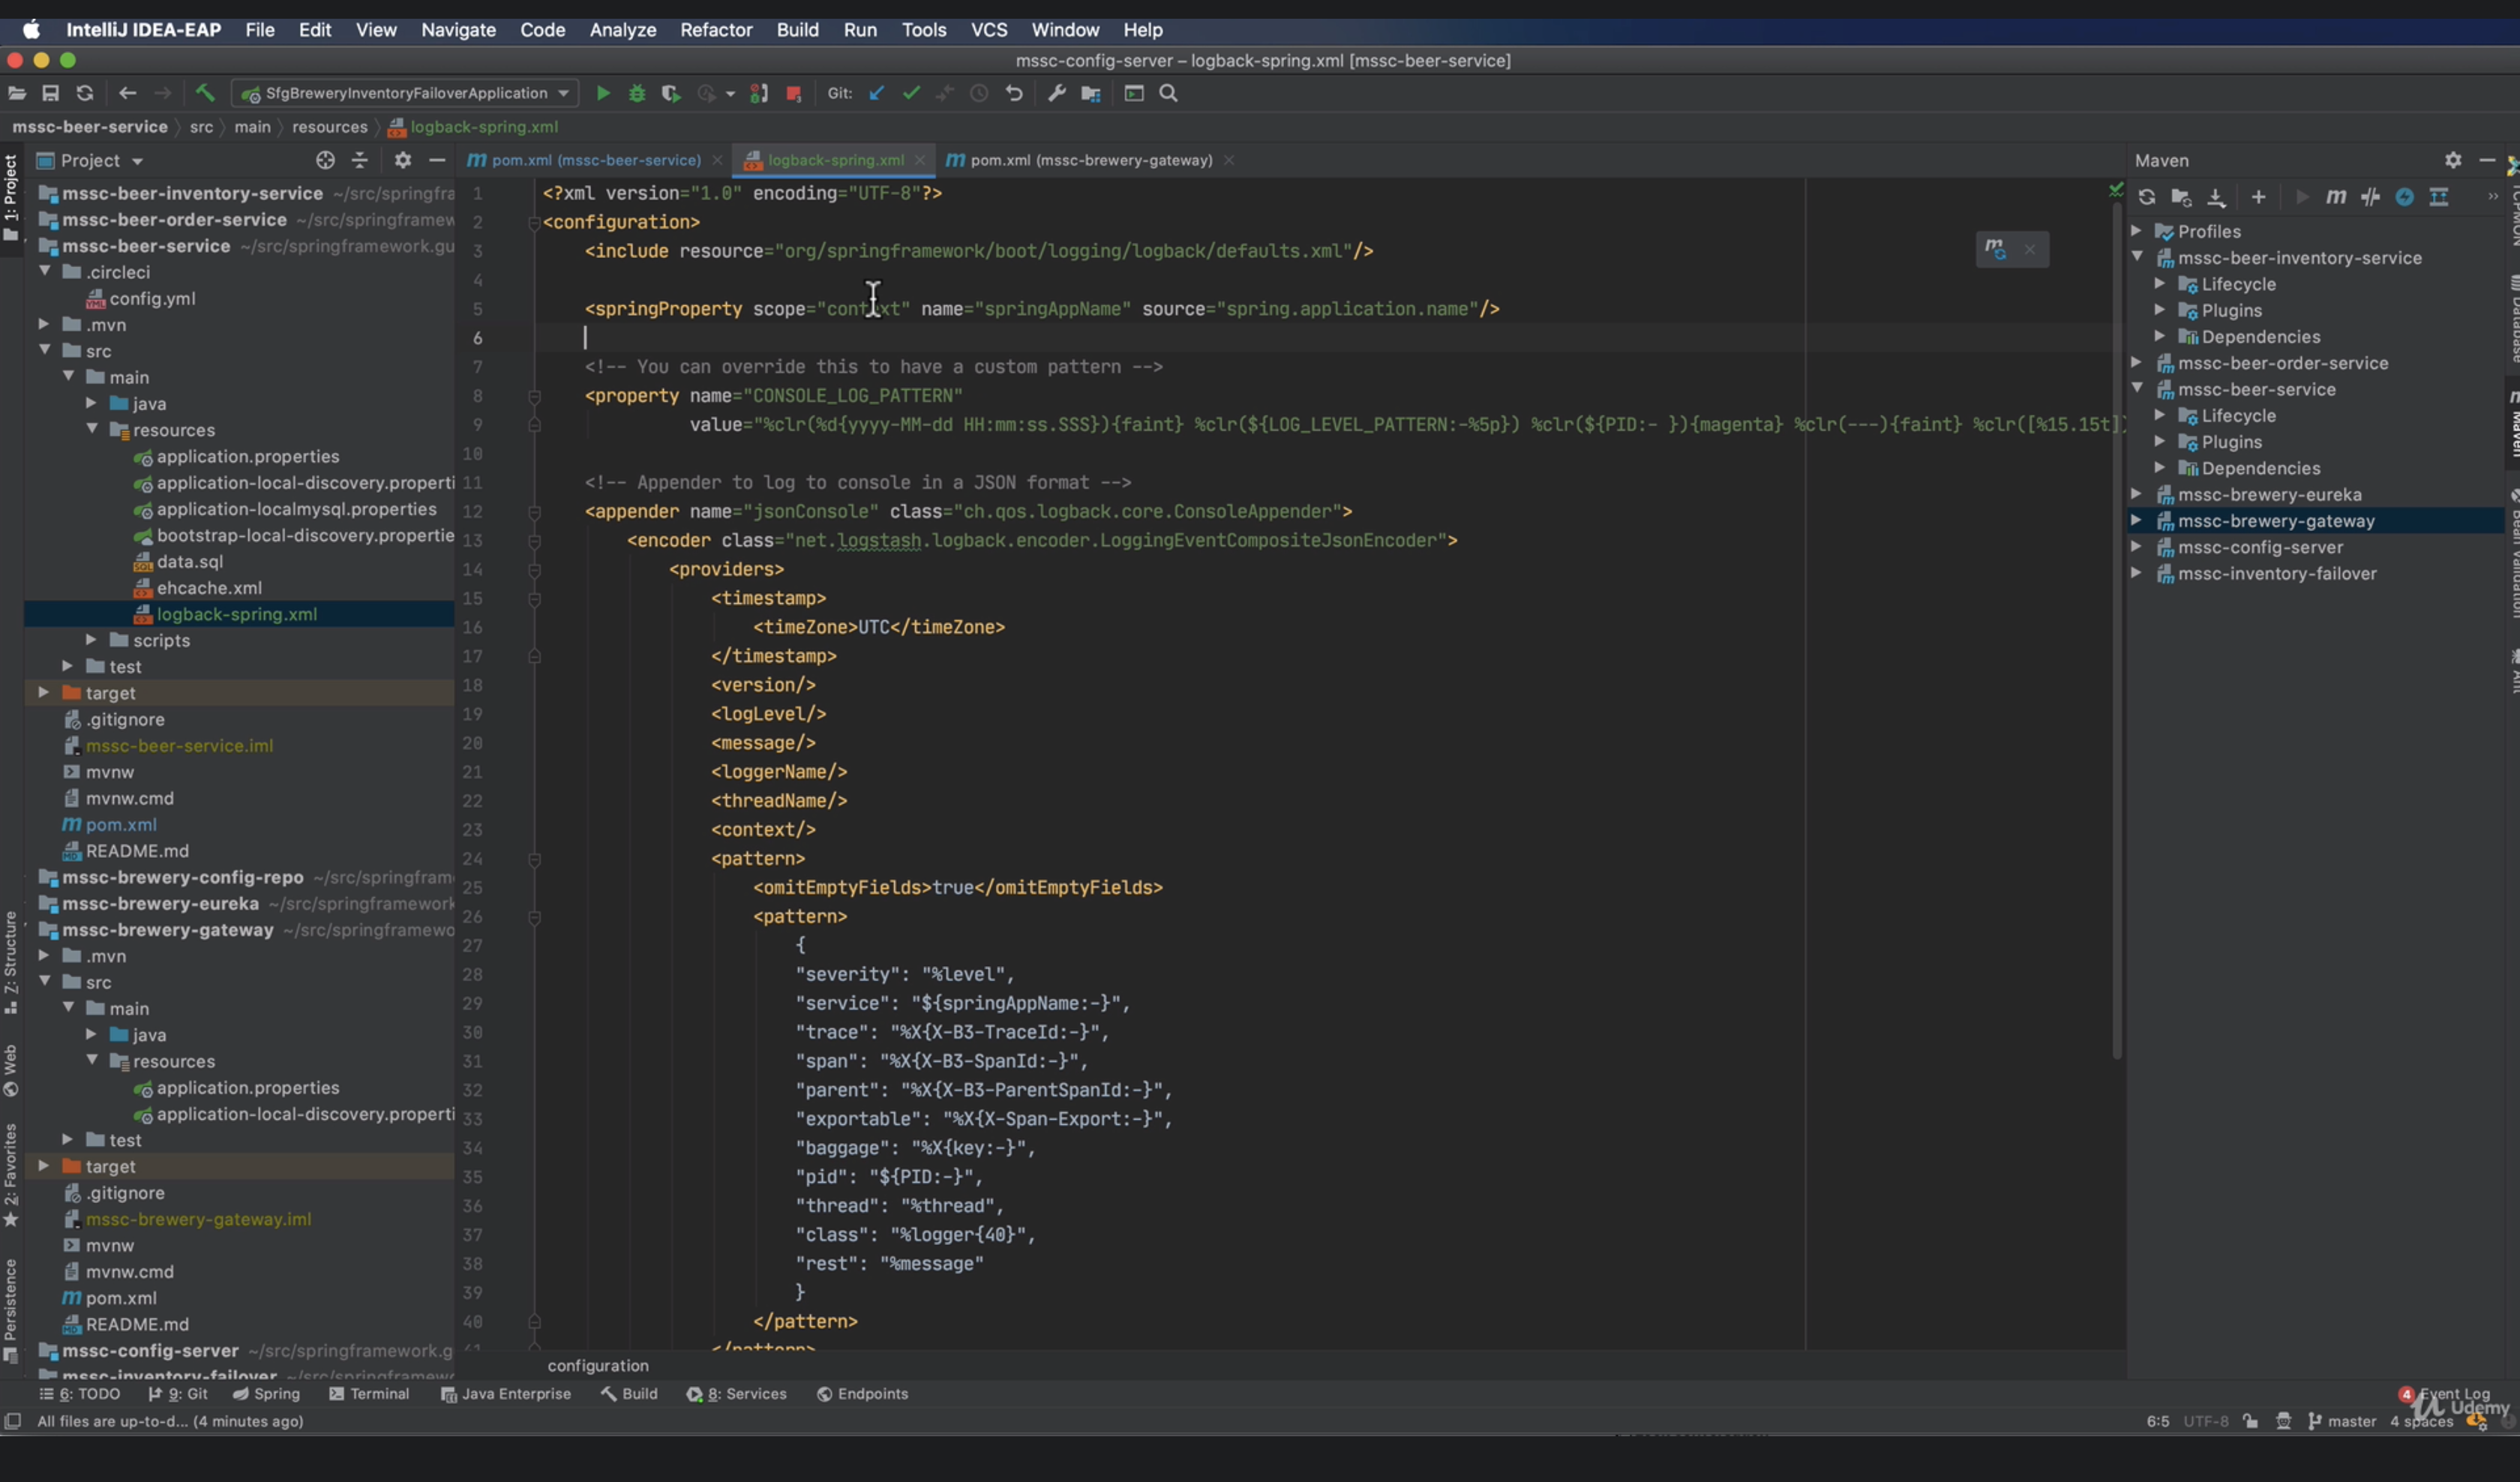 IntelliJ IDEA-EAP File Edit View Navigate Code Analyze Refactor Build Run Tools VCS Window Help
mssc-config-server – logback-spring.xml [mssc-beer-service]
SfgBreweryInventoryFailoverApplication Git:
mssc-beer-service src main resources logback-spring.xml
1: Project
Project
mssc-beer-inventory-service ~/src/springfra
mssc-beer-order-service ~/src/springframew
mssc-beer-service ~/src/springframework.gu
.circleci
config.yml
.mvn
src
main
java
resources
application.properties
application-local-discovery.properti
application-localmysql.properties
bootstrap-local-discovery.propertie
data.sql
ehcache.xml
logback-spring.xml
scripts
test
target
.gitignore
mssc-beer-service.iml
mvnw
mvnw.cmd
pom.xml
README.md
mssc-brewery-config-repo ~/src/springfram
mssc-brewery-eureka ~/src/springframework
mssc-brewery-gateway ~/src/springframewo
.mvn
src
main
java
resources
application.properties
application-local-discovery.properti
test
target
.gitignore
mssc-brewery-gateway.iml
mvnw
mvnw.cmd
pom.xml
README.md
mssc-config-server ~/src/springframework.g
mssc-inventory-failover ~/src/springframewo
Z: Structure
Web
2: Favorites
Persistence
pom.xml (mssc-beer-service) logback-spring.xml pom.xml (mssc-brewery-gateway)
1 <?xml version="1.0" encoding="UTF-8"?>
2 <configuration>
3 <include resource="org/springframework/boot/logging/logback/defaults.xml"/>
4
5 <springProperty scope="context" name="springAppName" source="spring.application.name"/>
6
7 <!-- You can override this to have a custom pattern -->
8 <property name="CONSOLE_LOG_PATTERN"
9 value="%clr(%d{yyyy-MM-dd HH:mm:ss.SSS}){faint} %clr(${LOG_LEVEL_PATTERN:-%5p}) %clr(${PID:- }){magenta} %clr(---){faint} %clr([%15.15t]
10
11 <!-- Appender to log to console in a JSON format -->
12 <appender name="jsonConsole" class="ch.qos.logback.core.ConsoleAppender">
13 <encoder class="net.logstash.logback.encoder.LoggingEventCompositeJsonEncoder">
14 <providers>
15 <timestamp>
16 <timeZone>UTC</timeZone>
17 </timestamp>
18 <version/>
19 <logLevel/>
20 <message/>
21 <loggerName/>
22 <threadName/>
23 <context/>
24 <pattern>
25 <omitEmptyFields>true</omitEmptyFields>
26 <pattern>
27 {
28 "severity": "%level",
29 "service": "${springAppName:-}",
30 "trace": "%X{X-B3-TraceId:-}",
31 "span": "%X{X-B3-SpanId:-}",
32 "parent": "%X{X-B3-ParentSpanId:-}",
33 "exportable": "%X{X-Span-Export:-}",
34 "baggage": "%X{key:-}",
35 "pid": "${PID:-}",
36 "thread": "%thread",
37 "class": "%logger{40}",
38 "rest": "%message"
39 }
40 </pattern>
41 </pattern>
configuration
Maven
Profiles
mssc-beer-inventory-service
Lifecycle
Plugins
Dependencies
mssc-beer-order-service
mssc-beer-service
Lifecycle
Plugins
Dependencies
mssc-brewery-eureka
mssc-brewery-gateway
mssc-config-server
mssc-inventory-failover
Database
Maven
Bean Validation
Ant
6: TODO 9: Git Spring Terminal Java Enterprise Build 8: Services Endpoints 4 Event Log
Udemy
All files are up-to-d... (4 minutes ago) 6:5 UTF-8 master 4 spaces